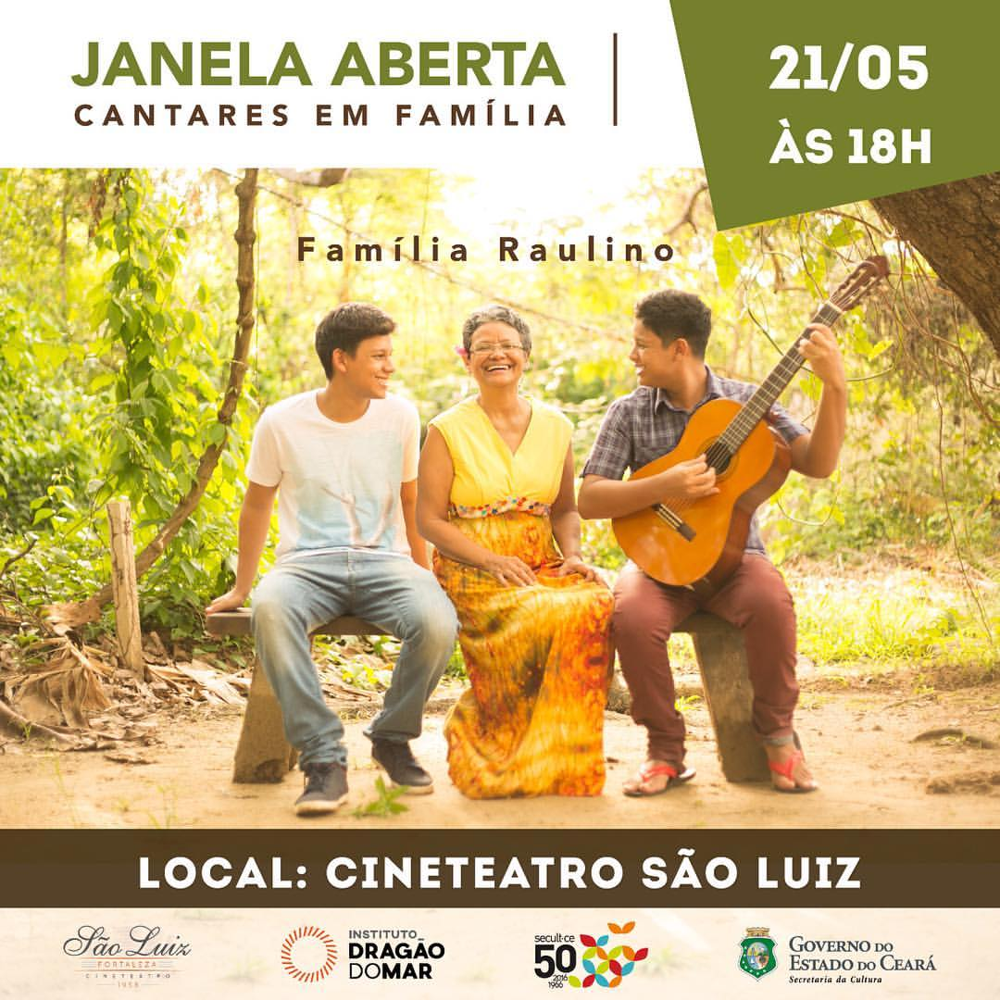 JANELA ABERTA
CANTARES EM FAMÍLIA
21/05
ÀS 18H
Família Raulino
LOCAL: CINETEATRO SÃO LUIZ
São Luiz
FORTALEZA
CINETEATRO
1958
INSTITUTO_
DRAGÃO
DOMAR
secult·ce
50
2016
1966
GOVERNO DO
ESTADO DO CEARÁ
Secretaria da Cultura